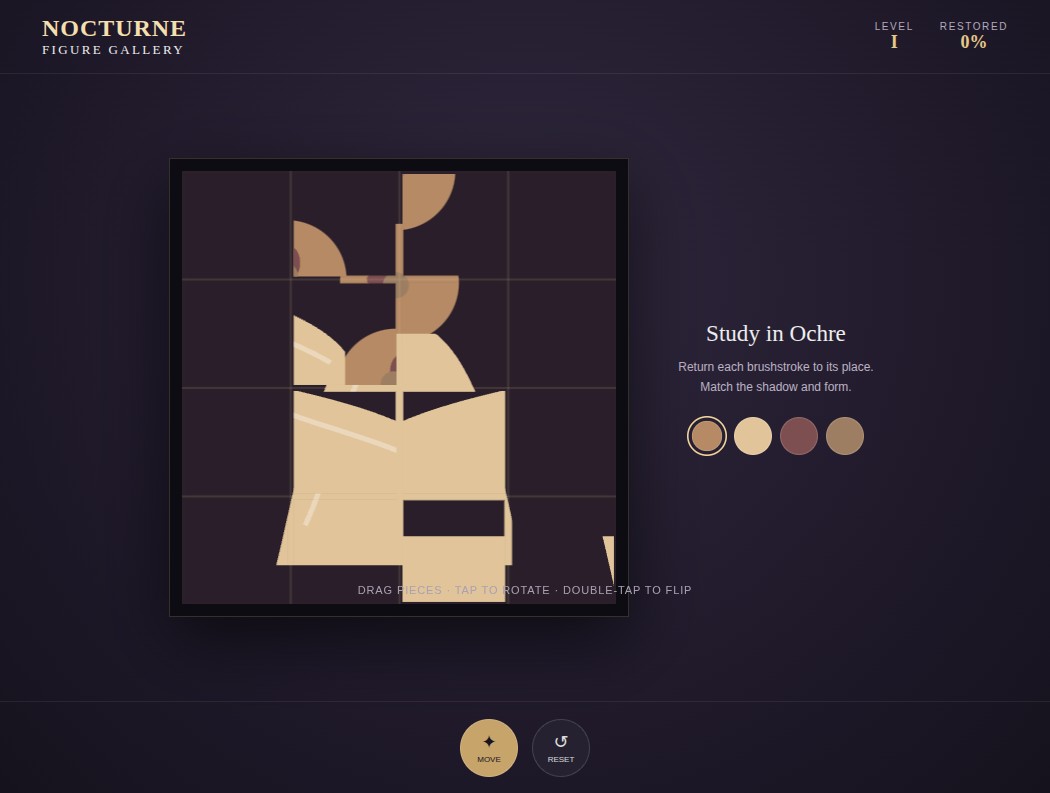 NOCTURNE
FIGURE GALLERY
LEVEL
I
RESTORED
0%
Study in Ochre
Return each brushstroke to its place.
Match the shadow and form.
DRAG PIECES · TAP TO ROTATE · DOUBLE-TAP TO FLIP
MOVE
RESET